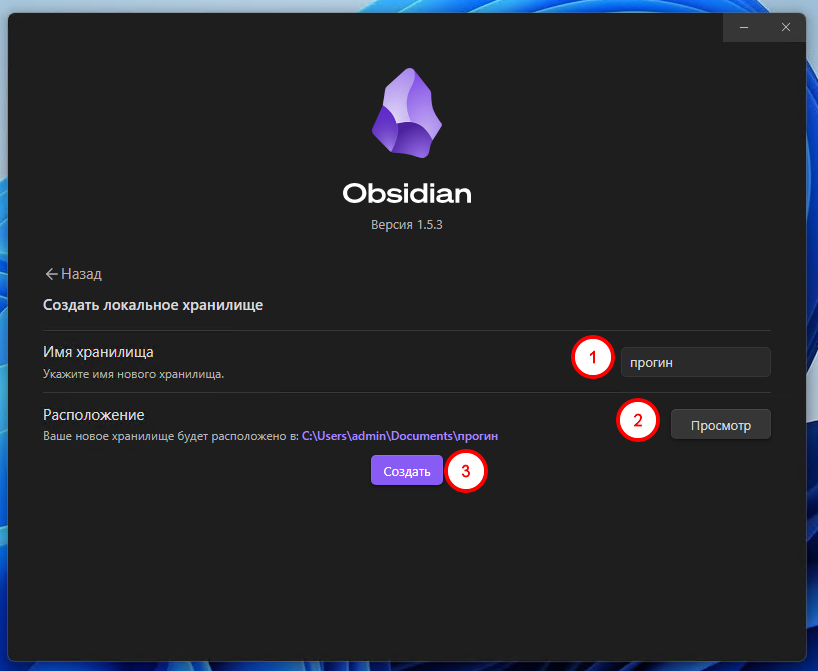 Obsidian
Версия 1.5.3
Назад
Создать локальное хранилище
Имя хранилища
1
прогин
Укажите имя нового хранилища.
Расположение
2
Просмотр
Ваше новое хранилище будет расположено в: C:\Users\admin\Documents\прогин
Создать
3